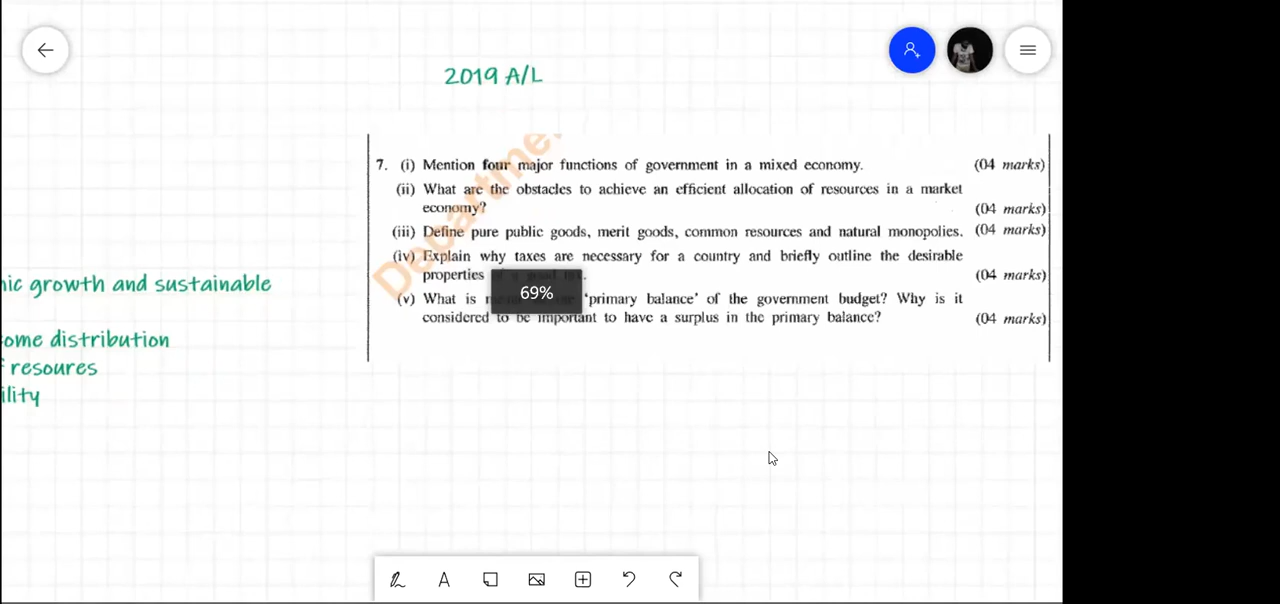 2019 A/L
7. (i) Mention four major functions of government in a mixed economy. (04 marks)
(ii) What are the obstacles to achieve an efficient allocation of resources in a market
economy? (04 marks)
(iii) Define pure public goods, merit goods, common resources and natural monopolies. (04 marks)
(iv) Explain why taxes are necessary for a country and briefly outline the desirable
properties (04 marks)
(v) What is 'primary balance' of the government budget? Why is it
considered to be important to have a surplus in the primary balance? (04 marks)
69%
Departme
nic growth and sustainable
ome distribution
f resoures
ility
A